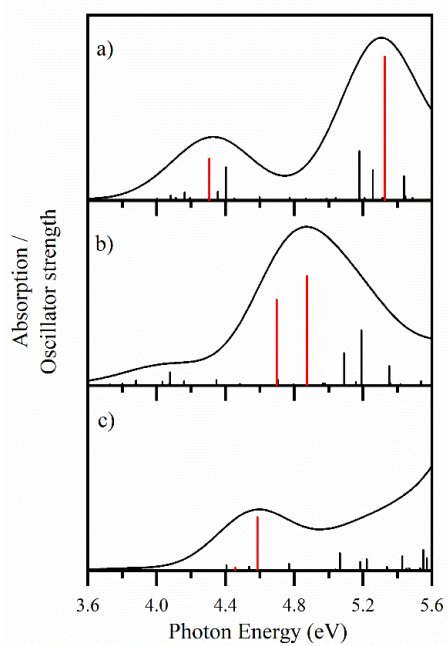 a)
b)
c)
Absorption /
Oscillator strength
3.6 4.0 4.4 4.8 5.2 5.6
Photon Energy (eV)